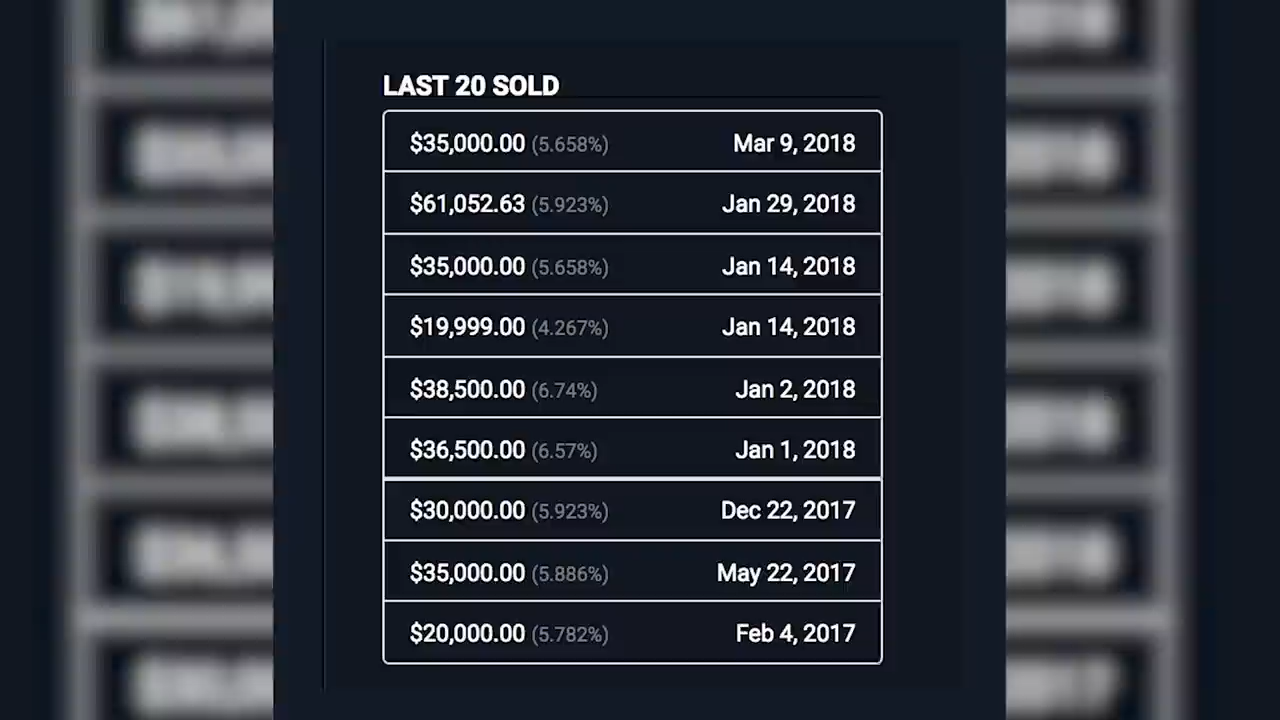 LAST 20 SOLD
$35,000.00 (5.658%) Mar 9, 2018
$61,052.63 (5.923%) Jan 29, 2018
$35,000.00 (5.658%) Jan 14, 2018
$19,999.00 (4.267%) Jan 14, 2018
$38,500.00 (6.74%) Jan 2, 2018
$36,500.00 (6.57%) Jan 1, 2018
$30,000.00 (5.923%) Dec 22, 2017
$35,000.00 (5.886%) May 22, 2017
$20,000.00 (5.782%) Feb 4, 2017